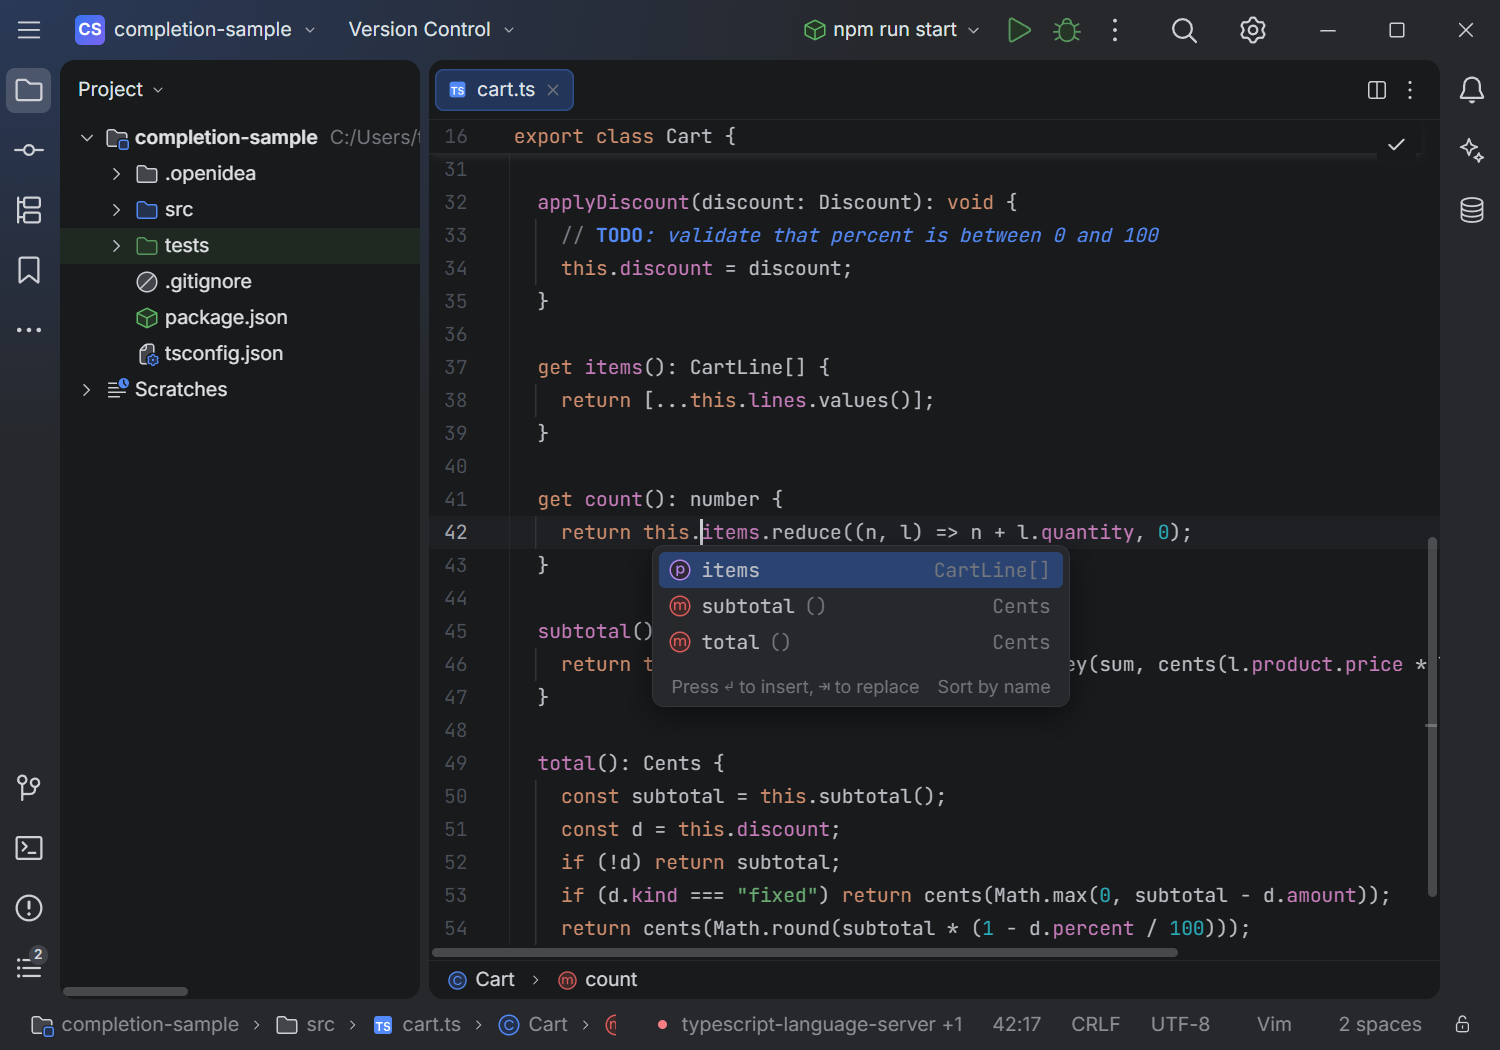 CS completion-sample Version Control npm run start
Project
completion-sample C:/Users/
.openidea
src
tests
.gitignore
package.json
tsconfig.json
Scratches
2
TS cart.ts
16 export class Cart {
31
32 applyDiscount(discount: Discount): void {
33 // TODO: validate that percent is between 0 and 100
34 this.discount = discount;
35 }
36
37 get items(): CartLine[] {
38 return [...this.lines.values()];
39 }
40
41 get count(): number {
42 return this.items.reduce((n, l) => n + l.quantity, 0);
43 }
44
45 subtotal()
46 return t ey(sum, cents(l.product.price *
47 }
48
49 total(): Cents {
50 const subtotal = this.subtotal();
51 const d = this.discount;
52 if (!d) return subtotal;
53 if (d.kind === "fixed") return cents(Math.max(0, subtotal - d.amount));
54 return cents(Math.round(subtotal * (1 - d.percent / 100)));
p items CartLine[]
m subtotal () Cents
m total () Cents
Press ↵ to insert, ⇥ to replace Sort by name
C Cart › m count
completion-sample › src › TS cart.ts › C Cart › typescript-language-server +1 42:17 CRLF UTF-8 Vim 2 spaces